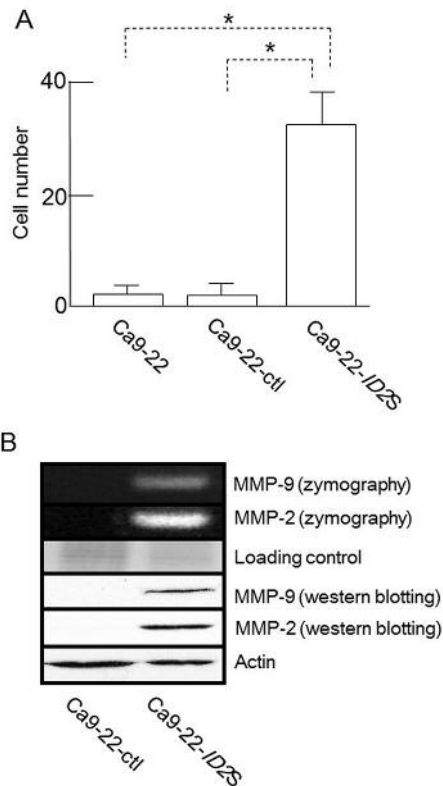 A
*
*
40
20
0
Cell number
Ca9-22
Ca9-22-ctl
Ca9-22-ID2S
B
MMP-9 (zymography)
MMP-2 (zymography)
Loading control
MMP-9 (western blotting)
MMP-2 (western blotting)
Actin
Ca9-22-ctl
Ca9-22-ID2S